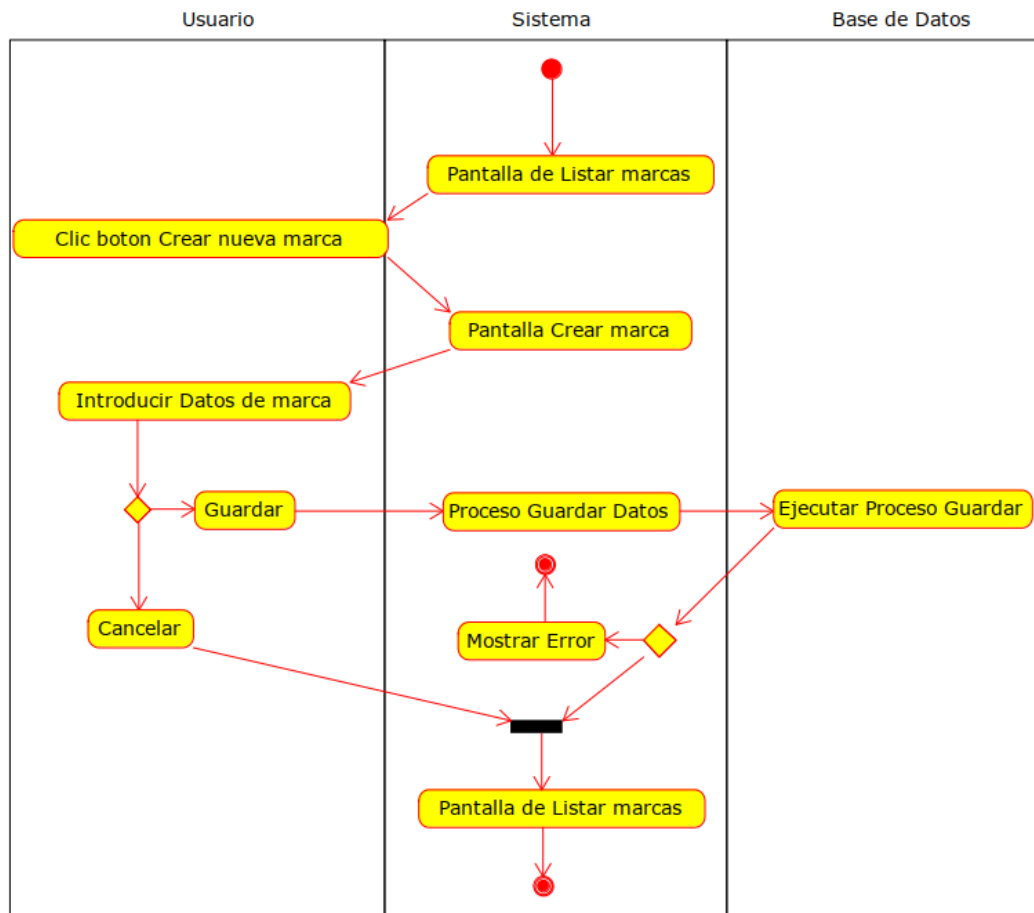 Usuario
Sistema
Base de Datos
Pantalla de Listar marcas
Clic boton Crear nueva marca
Pantalla Crear marca
Introducir Datos de marca
Guardar
Proceso Guardar Datos
Ejecutar Proceso Guardar
Cancelar
Mostrar Error
Pantalla de Listar marcas